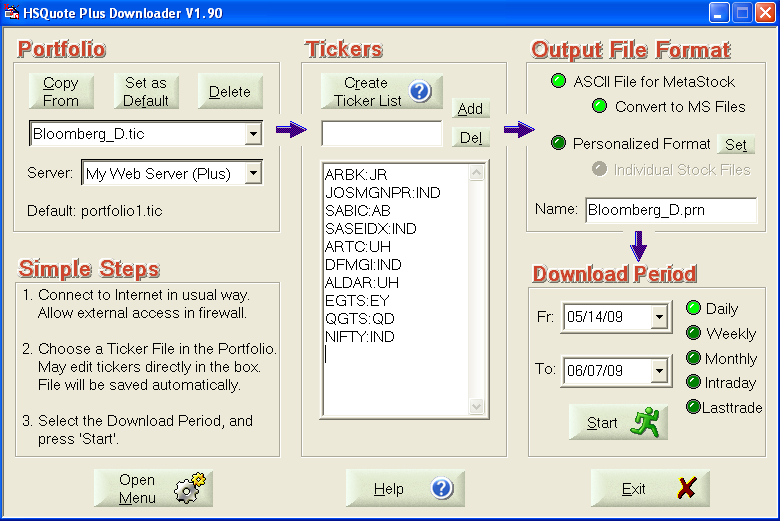 HSQuote Plus Downloader V1.90
Portfolio
Copy From
Set as Default
Delete
Bloomberg_D.tic
Server: My Web Server (Plus)
Default: portfolio1.tic
Simple Steps
1. Connect to Internet in usual way.
Allow external access in firewall.
2. Choose a Ticker File in the Portfolio.
May edit tickers directly in the box.
File will be saved automatically.
3. Select the Download Period, and
press 'Start'.
Open Menu
Tickers
Create
Ticker List
Add
Del
ARBK:JR
JOSMGNPR:IND
SABIC:AB
SASEIDX:IND
ARTC:UH
DFMGI:IND
ALDAR:UH
EGTS:EY
QGTS:QD
NIFTY:IND
Help
Output File Format
ASCII File for MetaStock
Convert to MS Files
Personalized Format Set
Individual Stock Files
Name: Bloomberg_D.prn
Download Period
Fr: 05/14/09
To: 06/07/09
Daily
Weekly
Monthly
Intraday
Lasttrade
Start
Exit